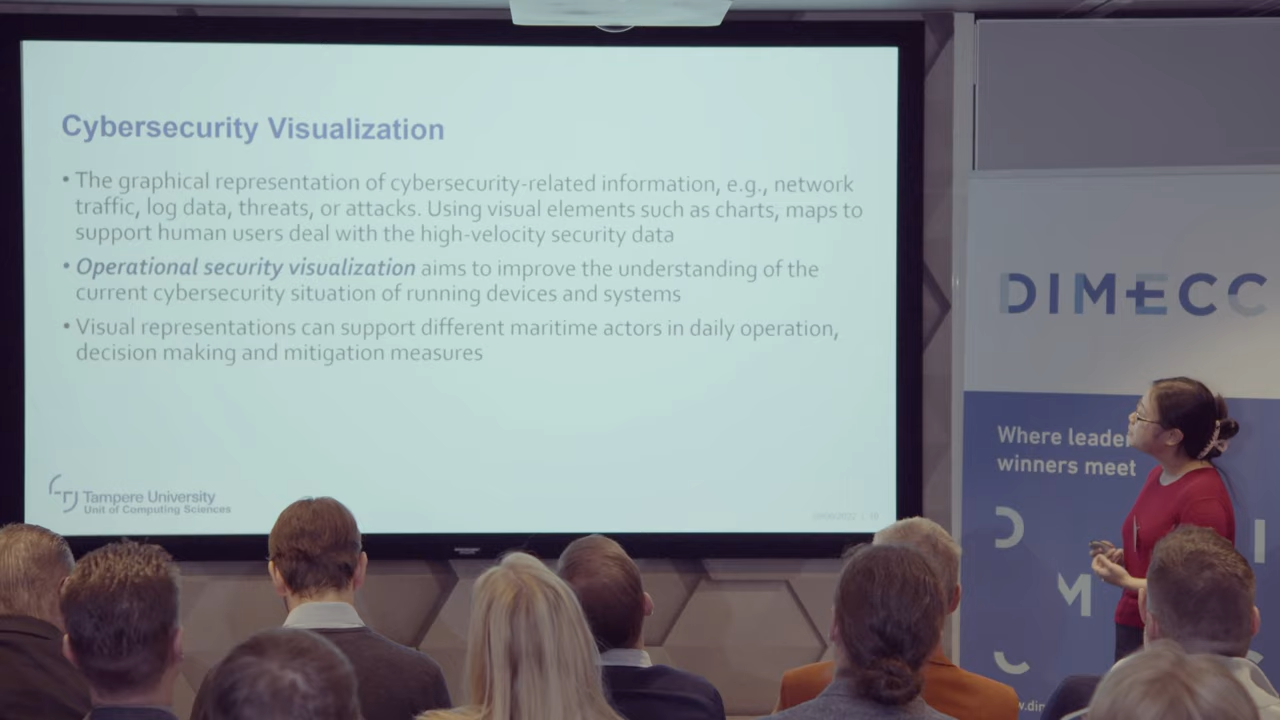 Cybersecurity Visualization
• The graphical representation of cybersecurity-related information, e.g., network
traffic, log data, threats, or attacks. Using visual elements such as charts, maps to
support human users deal with the high-velocity security data
• Operational security visualization aims to improve the understanding of the
current cybersecurity situation of running devices and systems
• Visual representations can support different maritime actors in daily operation,
decision making and mitigation measures
Tampere University
Unit of Computing Sciences
DIMECC
Where leader
winners meet
D
I
M
C
w.dim